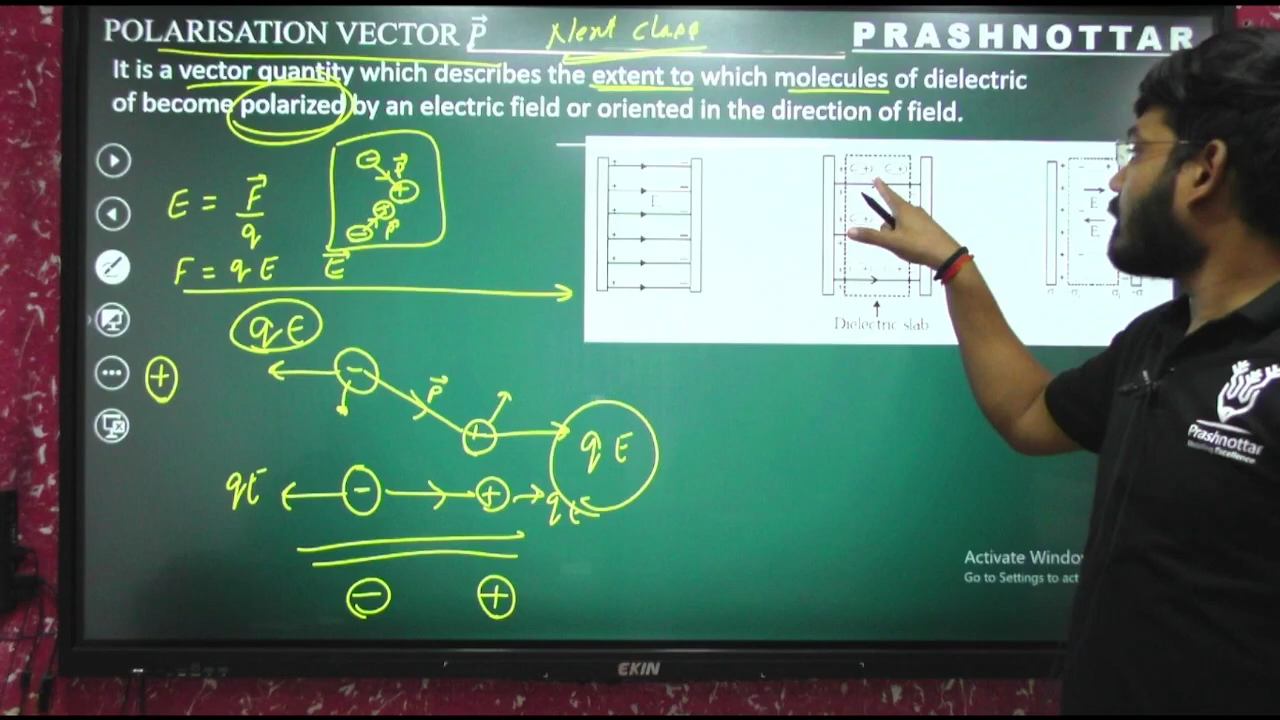 POLARISATION VECTOR P⃗ Next class PRASHNOTTAR
It is a vector quantity which describes the extent to which molecules of dielectric
of become polarized by an electric field or oriented in the direction of field.
E = F⃗/q
F = qE
E⃗
− P⃗ +
+ − P⃗
E
Dielectric slab
E
E
σ -σ
qE
+
− P⃗ + qE
qE − + qE
− +
Prashnottar
Activate Windo
Go to Settings to act
EKIN